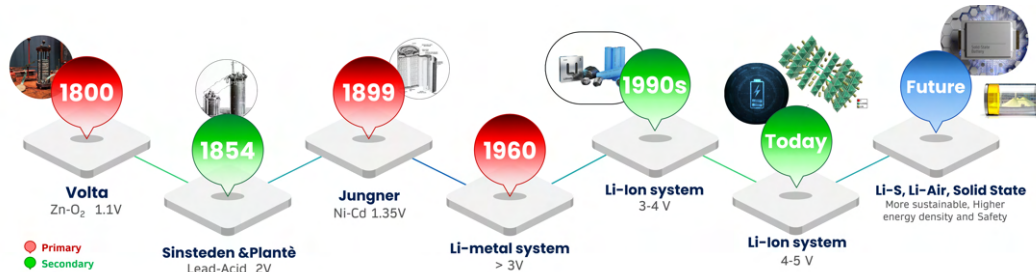 1800
Volta
Zn-O₂ 1.1V
1854
Sinsteden &Plantè
Lead-Acid 2V
1899
Jungner
Ni-Cd 1.35V
1960
Li-metal system
> 3V
1990s
Li-Ion system
3-4 V
Today
Li-Ion system
4-5 V
Future
Li-S, Li-Air, Solid State
More sustainable, Higher
energy density and Safety
Primary
Secondary